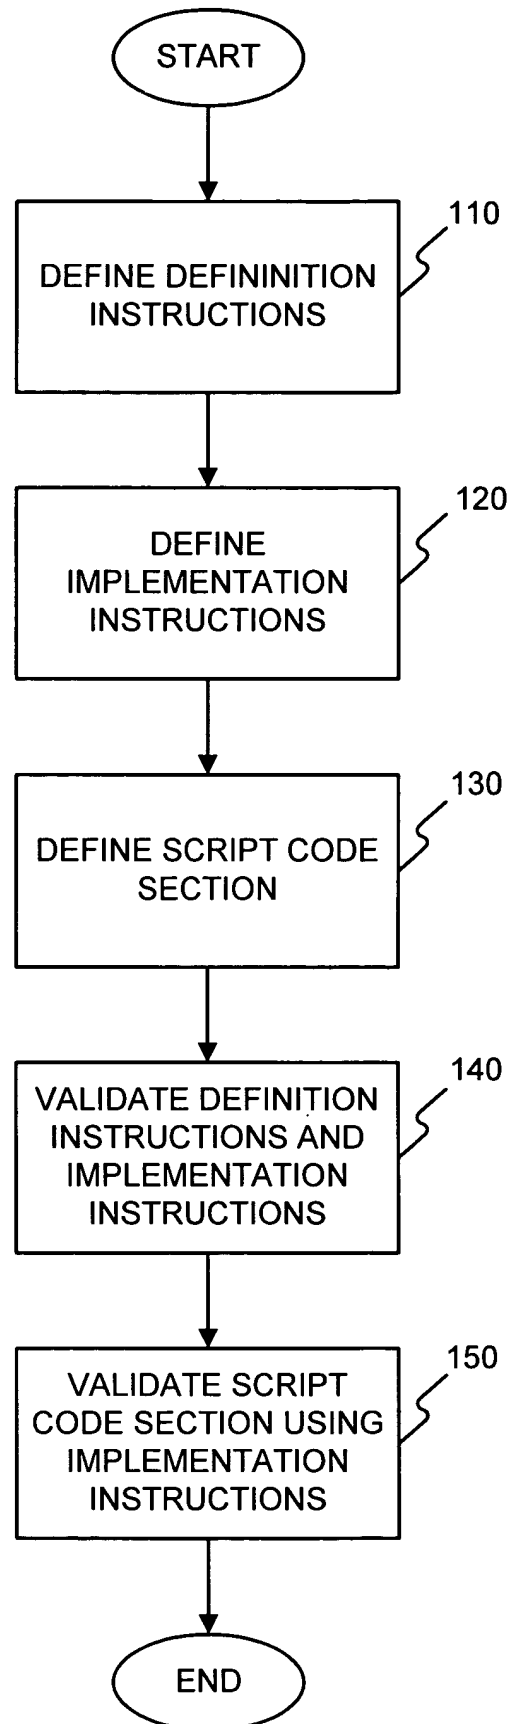 START
110
DEFINE DEFININITION
INSTRUCTIONS
120
DEFINE
IMPLEMENTATION
INSTRUCTIONS
130
DEFINE SCRIPT CODE
SECTION
140
VALIDATE DEFINITION
INSTRUCTIONS AND
IMPLEMENTATION
INSTRUCTIONS
150
VALIDATE SCRIPT
CODE SECTION USING
IMPLEMENTATION
INSTRUCTIONS
END